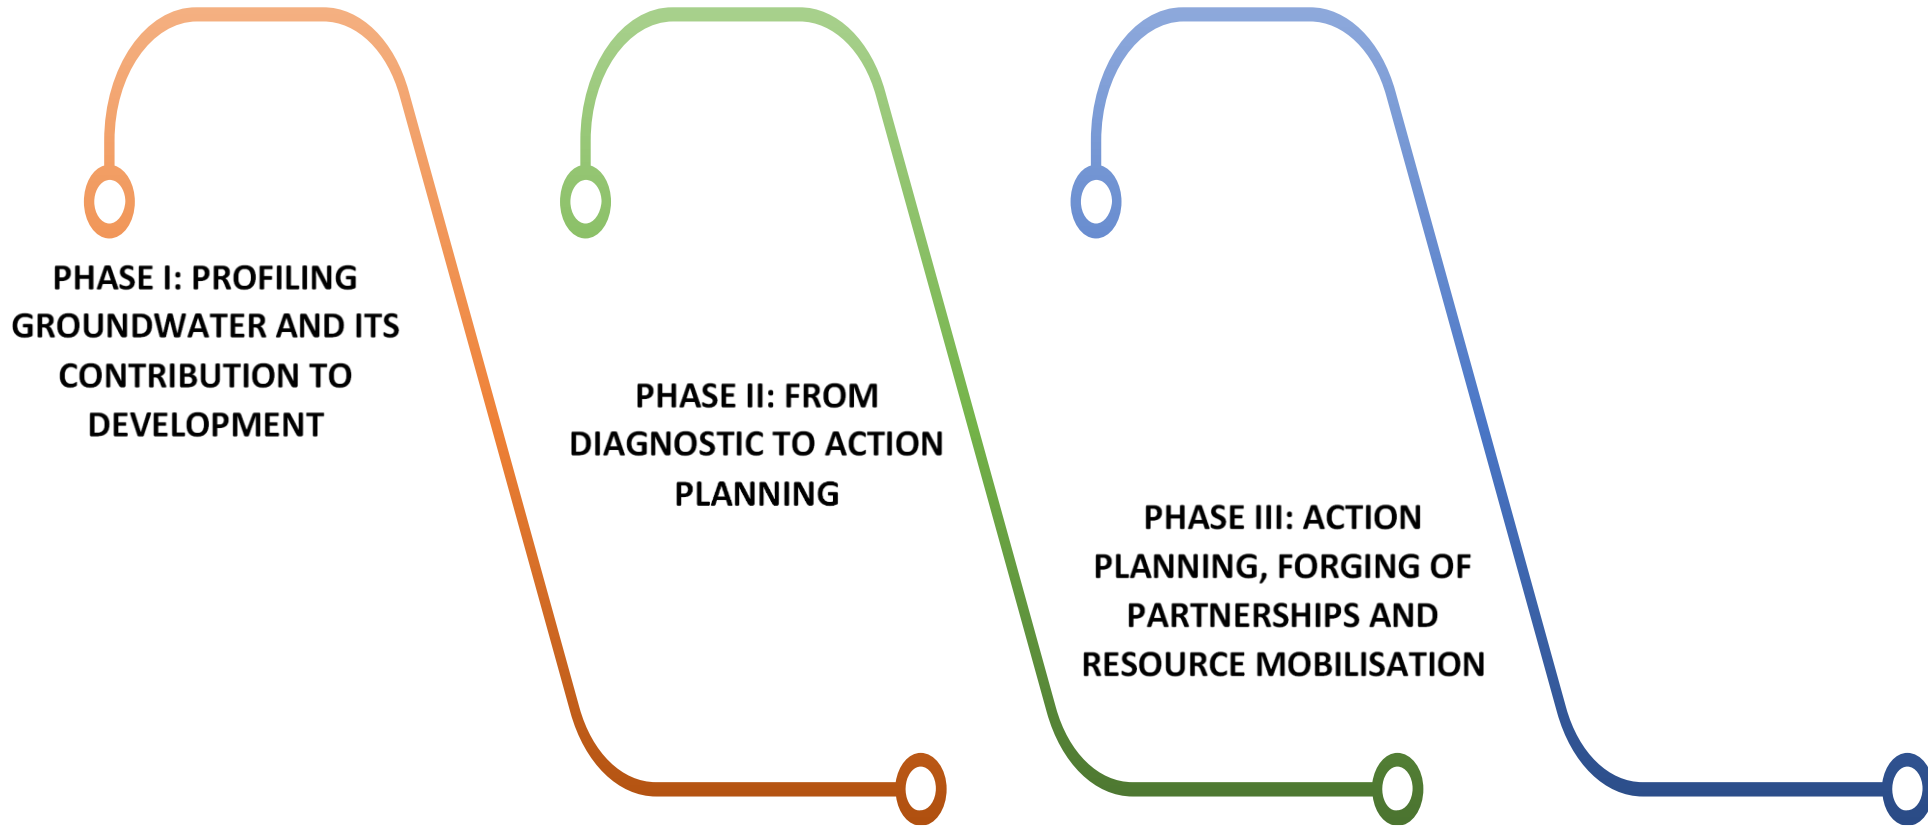 PHASE I: PROFILING
GROUNDWATER AND ITS
CONTRIBUTION TO
DEVELOPMENT
PHASE II: FROM
DIAGNOSTIC TO ACTION
PLANNING
PHASE III: ACTION
PLANNING, FORGING OF
PARTNERSHIPS AND
RESOURCE MOBILISATION